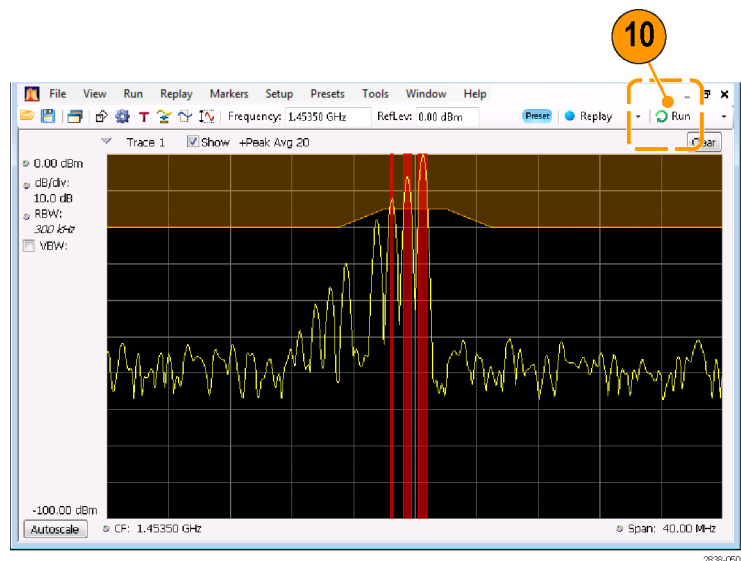 10
File View Run Replay Markers Setup Presets Tools Window Help
Frequency: 1.45350 GHz RefLev: 0.00 dBm Preset Replay Run
Trace 1 Show +Peak Avg 20 Clear
0.00 dBm
dB/div:
10.0 dB
RBW:
300 kHz
VBW:
-100.00 dBm
Autoscale CF: 1.45350 GHz Span: 40.00 MHz
2838-050